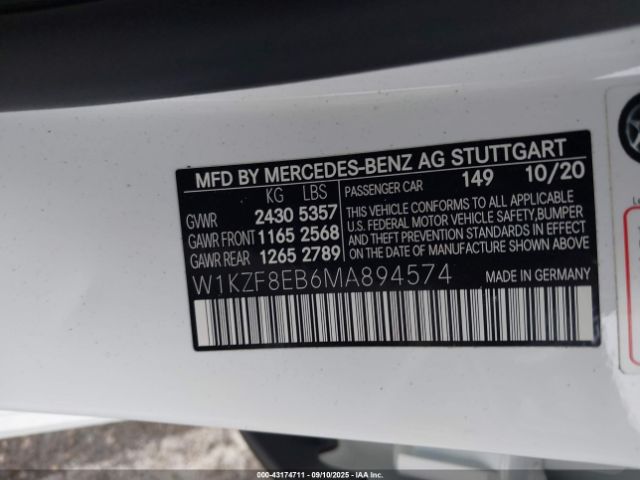 MFD BY MERCEDES-BENZ AG STUTTGART
KG LBS
PASSENGER CAR 149 10/20
GVWR 2430 5357
GAWR FRONT 1165 2568
GAWR REAR 1265 2789
THIS VEHICLE CONFORMS TO ALL APPLICABLE
U.S. FEDERAL MOTOR VEHICLE SAFETY, BUMPER
AND THEFT PREVENTION STANDARDS IN EFFECT
ON THE DATE OF MANUFACTURE SHOWN ABOVE.
W1KZF8EB6MA894574
MADE IN GERMANY
000-43174711 - 09/10/2025 - IAA Inc.